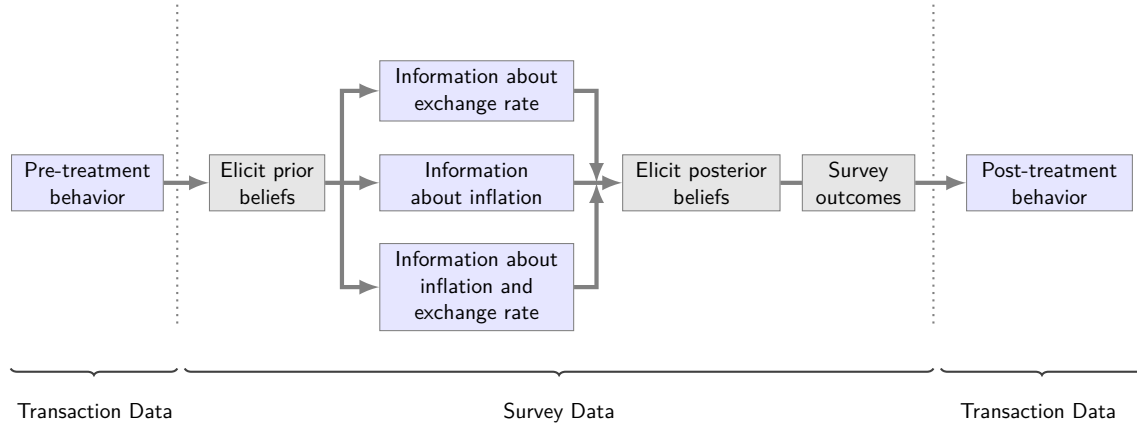 Information about
exchange rate
Pre-treatment
behavior
Elicit prior
beliefs
Information
about inflation
Elicit posterior
beliefs
Survey
outcomes
Post-treatment
behavior
Information about
inflation and
exchange rate
Transaction Data
Survey Data
Transaction Data